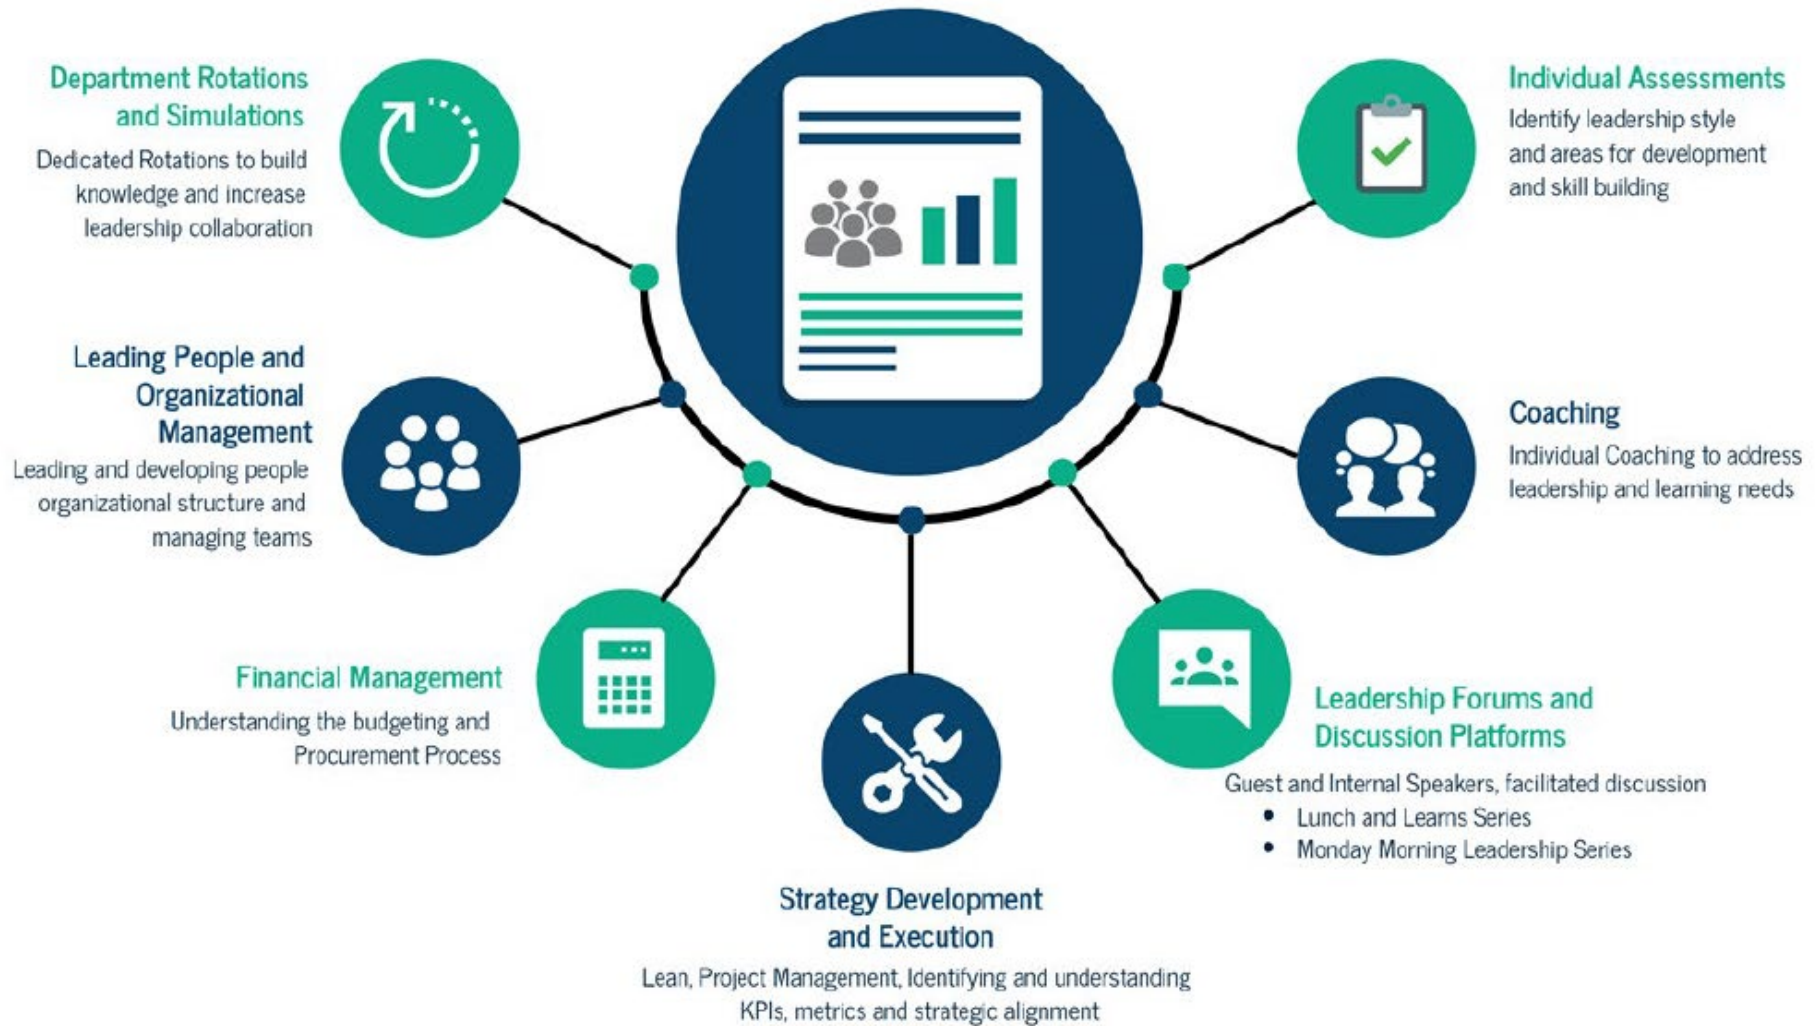 Department Rotations
and Simulations
Dedicated Rotations to build
knowledge and increase
leadership collaboration
Leading People and
Organizational
Management
Leading and developing people
organizational structure and
managing teams
Financial Management
Understanding the budgeting and
Procurement Process
Strategy Development
and Execution
Lean, Project Management, Identifying and understanding
KPIs, metrics and strategic alignment
Leadership Forums and
Discussion Platforms
Guest and Internal Speakers, facilitated discussion
• Lunch and Learns Series
• Monday Morning Leadership Series
Coaching
Individual Coaching to address
leadership and learning needs
Individual Assessments
Identify leadership style
and areas for development
and skill building